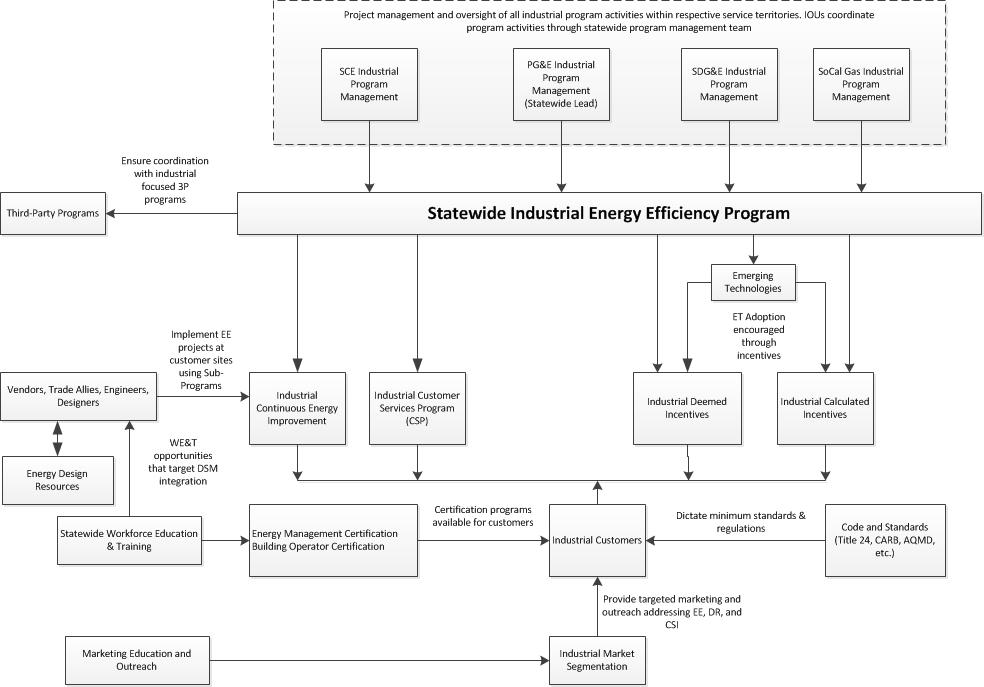 Project management and oversight of all industrial program activities within respective service territories. IOUs coordinate
program activities through statewide program management team
SCE Industrial
Program
Management
PG&E Industrial
Program
Management
(Statewide Lead)
SDG&E Industrial
Program
Management
SoCal Gas Industrial
Program
Management
Ensure coordination
with industrial
focused 3P
programs
Third-Party Programs
Statewide Industrial Energy Efficiency Program
Emerging
Technologies
ET Adoption
encouraged
through
incentives
Implement EE
projects at
customer sites
using Sub-
Programs
Vendors, Trade Allies, Engineers,
Designers
Industrial
Continuous Energy
Improvement
Industrial Customer
Services Program
(CSP)
Industrial Deemed
Incentives
Industrial Calculated
Incentives
WE&T
opportunities
that target DSM
integration
Energy Design
Resources
Statewide Workforce Education
& Training
Energy Management Certification
Building Operator Certification
Certification programs
available for customers
Industrial Customers
Dictate minimum standards &
regulations
Code and Standards
(Title 24, CARB, AQMD,
etc.)
Provide targeted marketing and
outreach addressing EE, DR, and
CSI
Marketing Education and
Outreach
Industrial Market
Segmentation